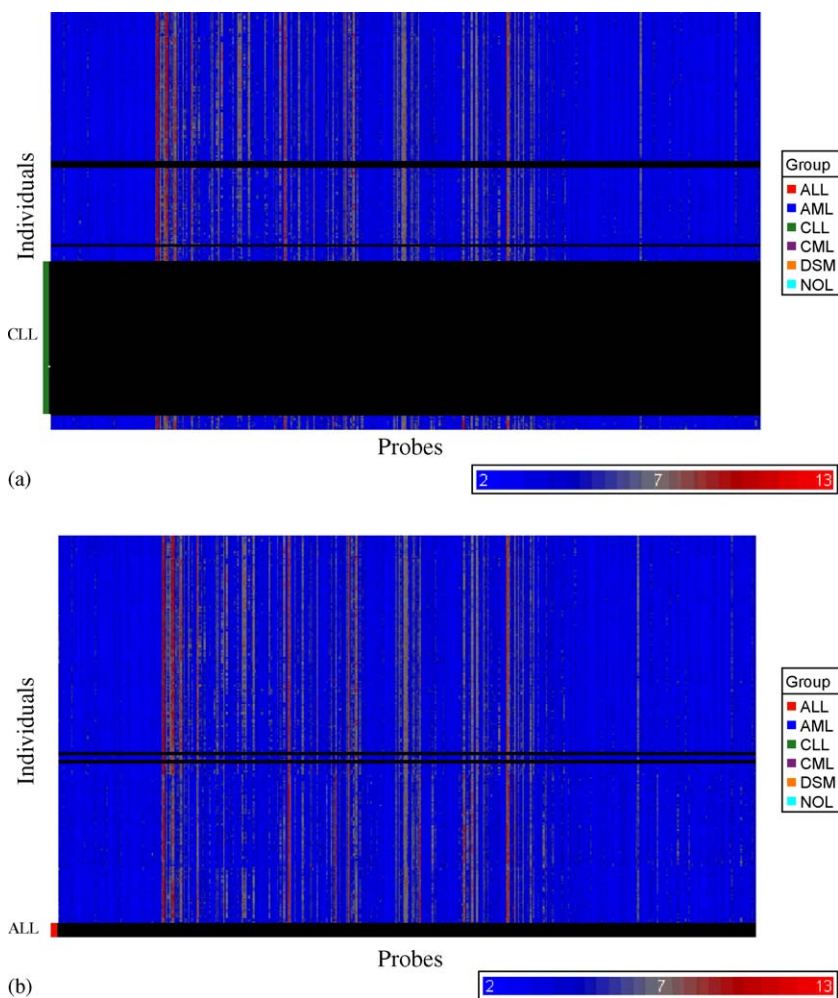 Individuals
CLL
Group
ALL
AML
CLL
CML
DSM
NOL
Probes
2 7 13
(a)
Individuals
ALL
Group
ALL
AML
CLL
CML
DSM
NOL
Probes
2 7 13
(b)